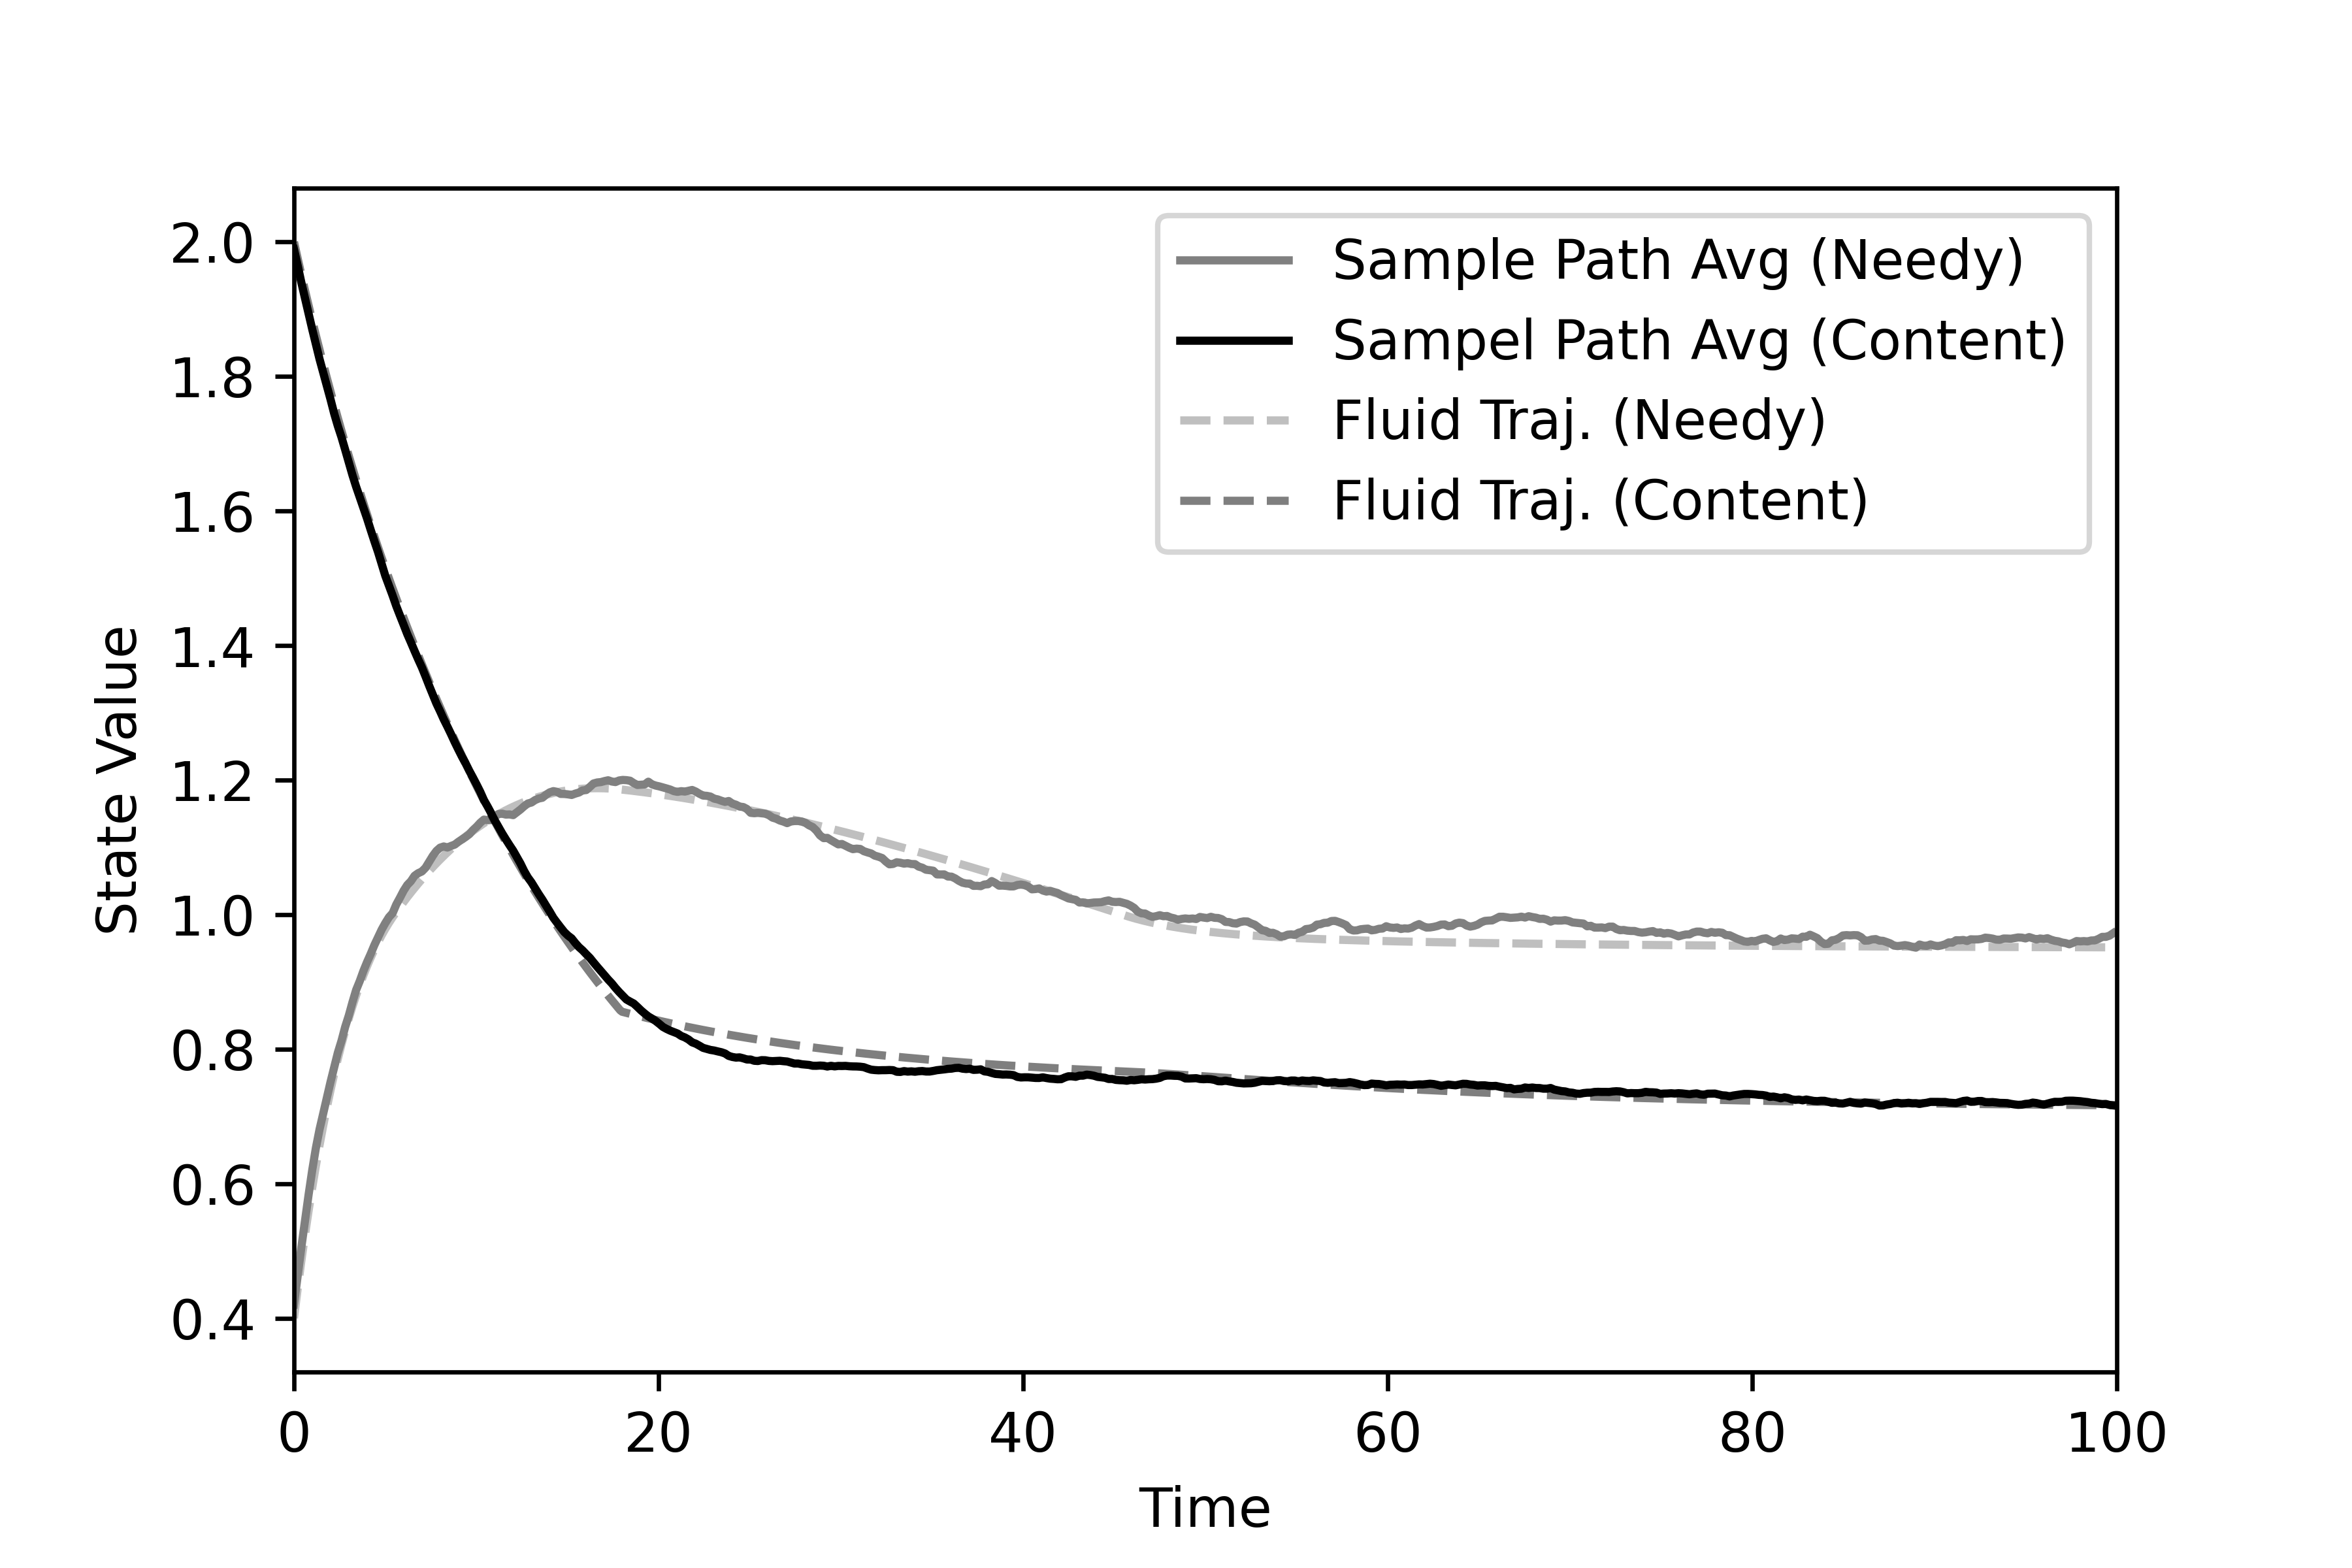 Sample Path Avg (Needy)
Sampel Path Avg (Content)
Fluid Traj. (Needy)
Fluid Traj. (Content)
State Value
2.0
1.8
1.6
1.4
1.2
1.0
0.8
0.6
0.4
0 20 40 60 80 100
Time